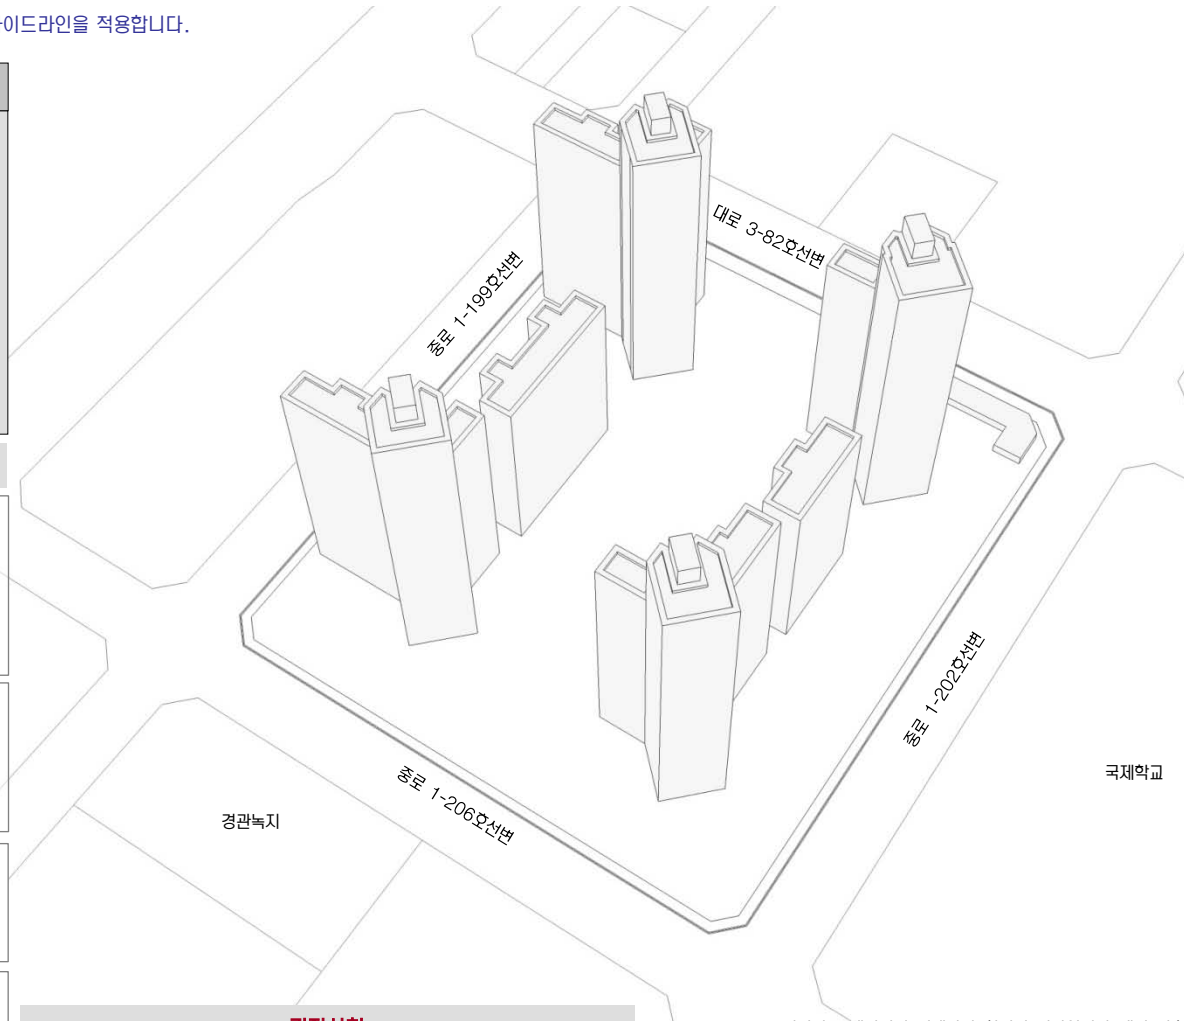 이드라인을 적용합니다.
대로 3-82호선변
중로 1-199호선변
중로 1-202호선변
국제학교
중로 1-206호선변
경관녹지